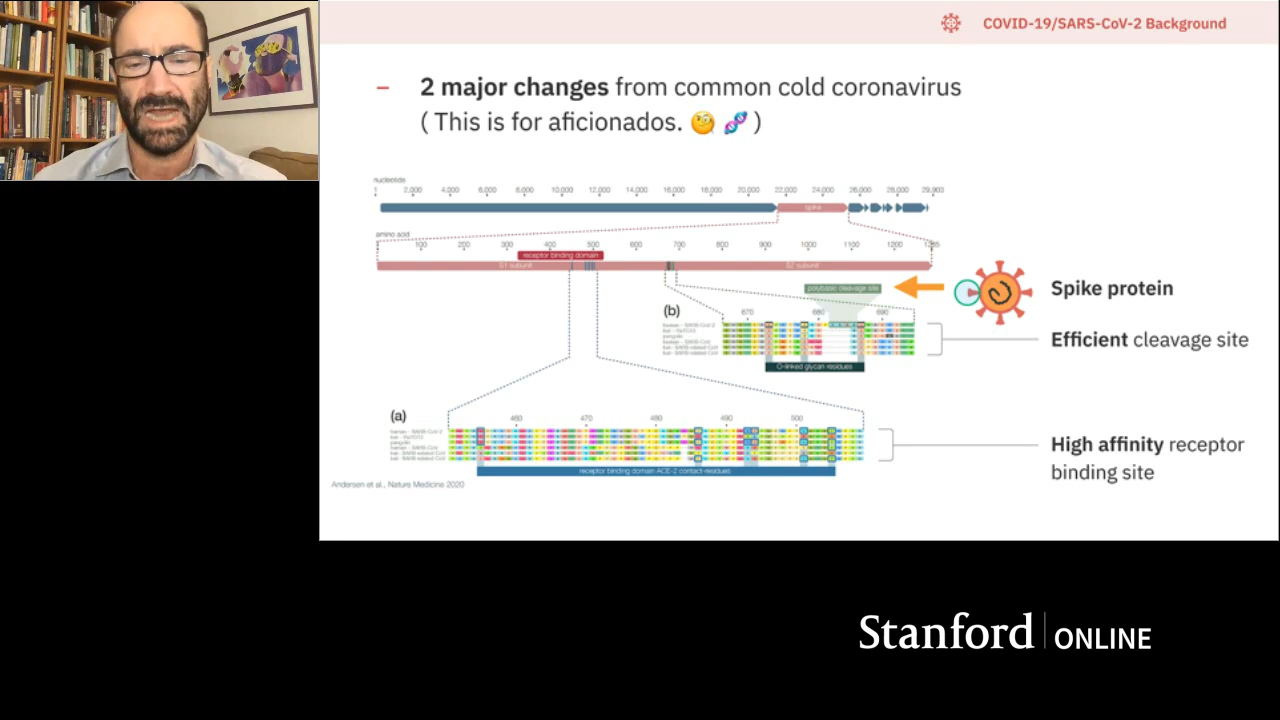 COVID-19/SARS-CoV-2 Background
– 2 major changes from common cold coronavirus
( This is for aficionados. 🧐 🧬 )
nucleotide
1 2,000 4,000 6,000 8,000 10,000 12,000 14,000 16,000 18,000 20,000 22,000 24,000 26,000 28,000 29,903
spike
amino acid
100 200 300 400 500 600 700 800 900 1000 1100 1200
receptor binding domain
S1 subunit S2 subunit
polybasic cleavage site
Spike protein
(b)
670 680 690
Efficient cleavage site
O-linked glycan residues
(a)
460 470 480 490 500
High affinity receptor
binding site
receptor binding domain ACE-2 contact-residues
Andersen et al., Nature Medicine 2020
Stanford ONLINE